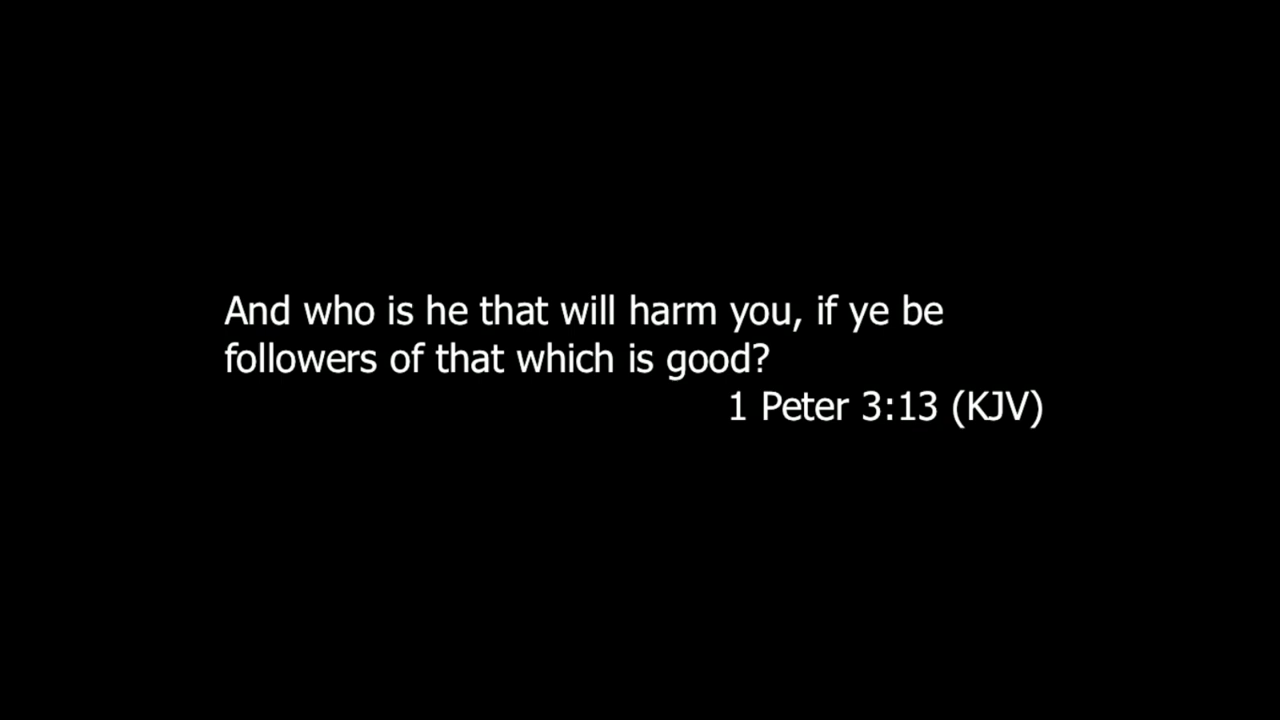 And who is he that will harm you, if ye be
followers of that which is good?
1 Peter 3:13 (KJV)